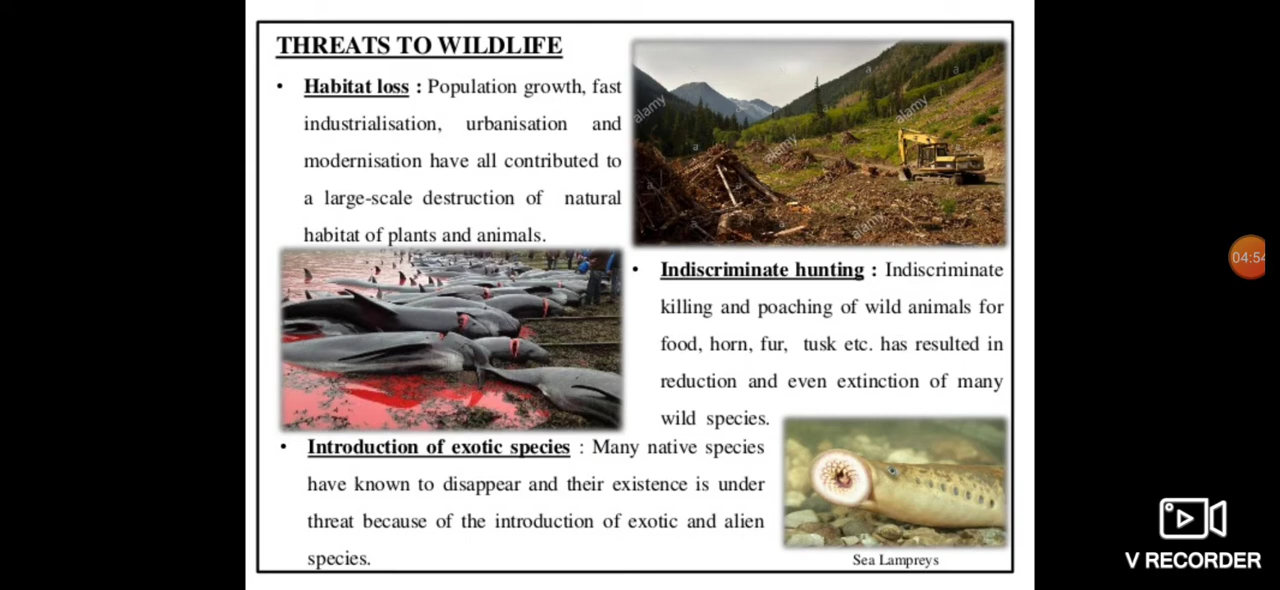 THREATS TO WILDLIFE
• Habitat loss : Population growth, fast
industrialisation, urbanisation and
modernisation have all contributed to
a large-scale destruction of natural
habitat of plants and animals.
alamy
a
alamy
a
alamy
a
a
alamy
a
• Indiscriminate hunting : Indiscriminate
killing and poaching of wild animals for
food, horn, fur, tusk etc. has resulted in
reduction and even extinction of many
wild species.
• Introduction of exotic species : Many native species
have known to disappear and their existence is under
threat because of the introduction of exotic and alien
species.
Sea Lampreys
04:54
V RECORDER